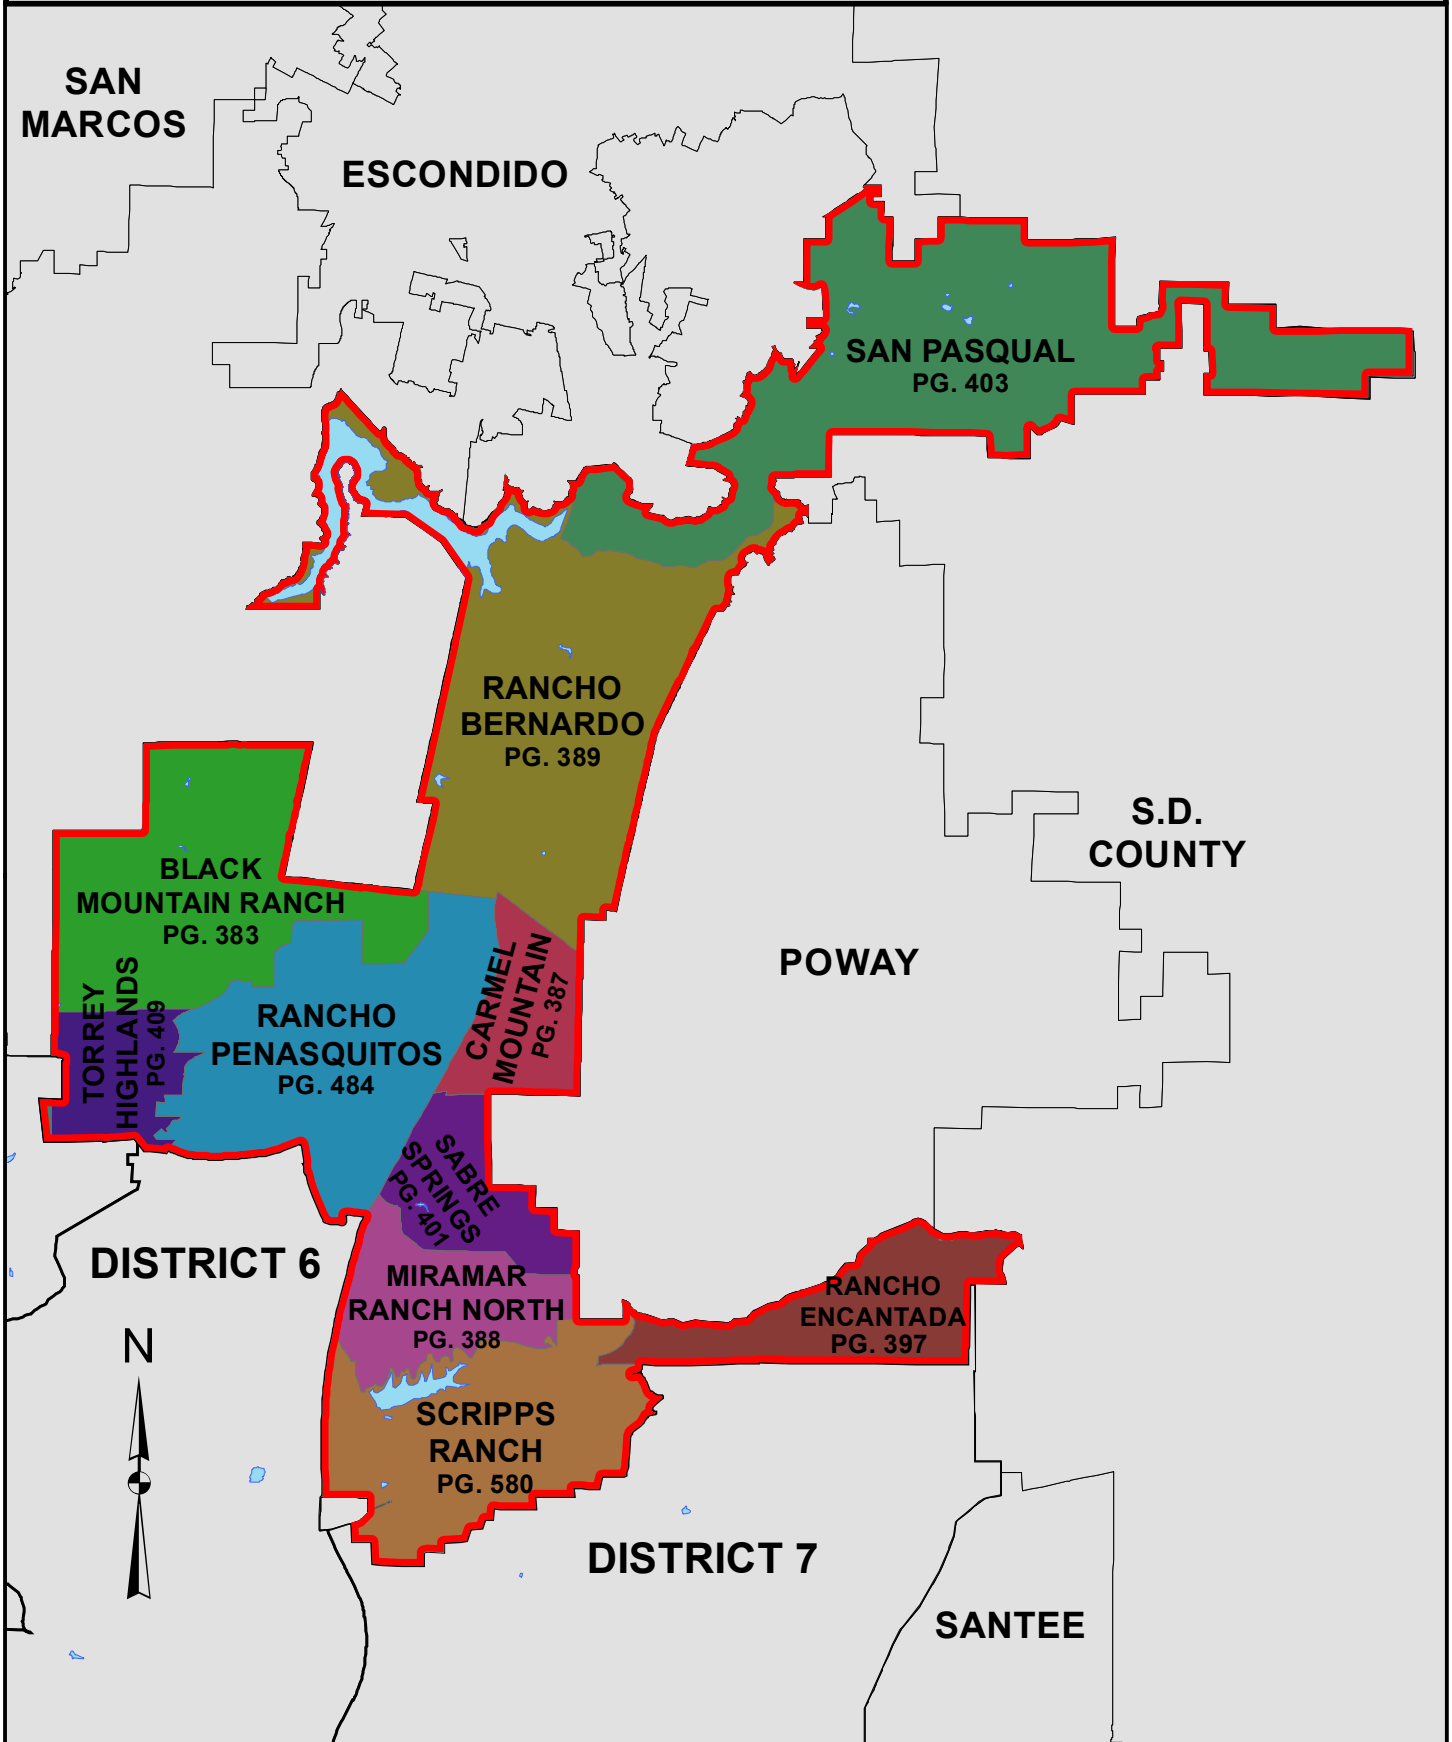 SAN
MARCOS
ESCONDIDO
SAN PASQUAL
PG. 403
RANCHO
BERNARDO
PG. 389
S.D.
COUNTY
BLACK
MOUNTAIN RANCH
PG. 383
POWAY
CARMEL
MOUNTAIN
PG. 387
TORREY
HIGHLANDS
PG. 409
RANCHO
PENASQUITOS
PG. 484
SABRE
SPRINGS
PG. 401
DISTRICT 6
MIRAMAR
RANCH NORTH
PG. 388
RANCHO
ENCANTADA
PG. 397
N
SCRIPPS
RANCH
PG. 580
DISTRICT 7
SANTEE